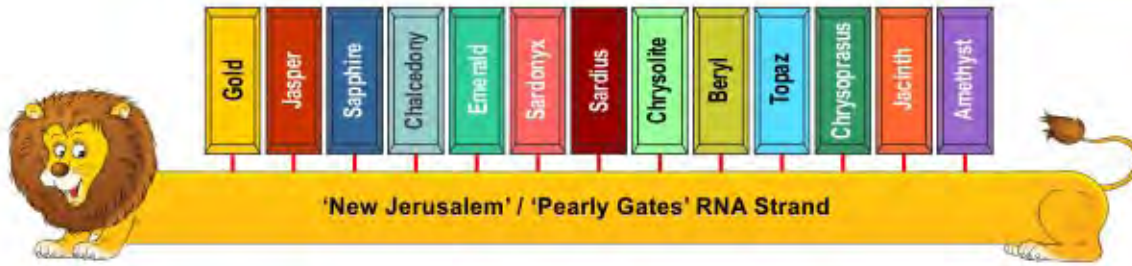 Gold
Jasper
Sapphire
Chalcedony
Emerald
Sardonyx
Sardius
Chrysolite
Beryl
Topaz
Chrysoprasus
Jacinth
Amethyst
‘New Jerusalem’ / ‘Pearly Gates’ RNA Strand